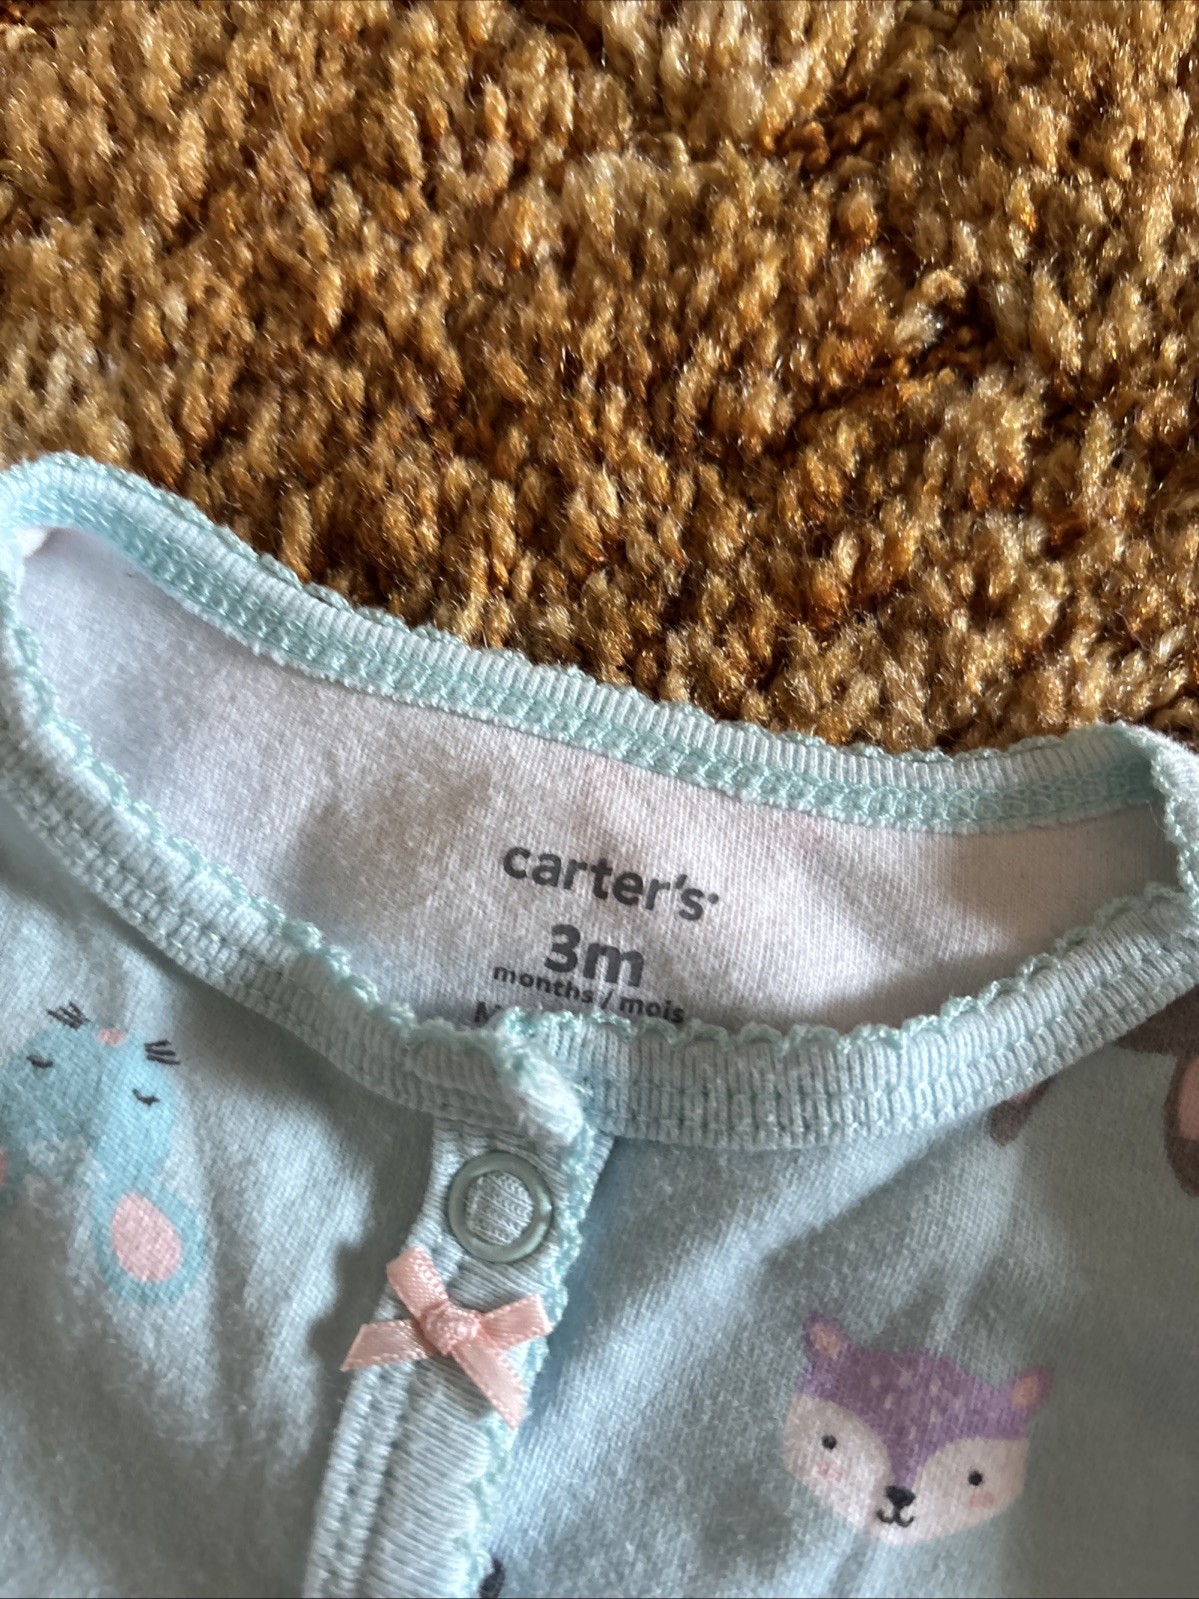 carter's
3m
months / mois